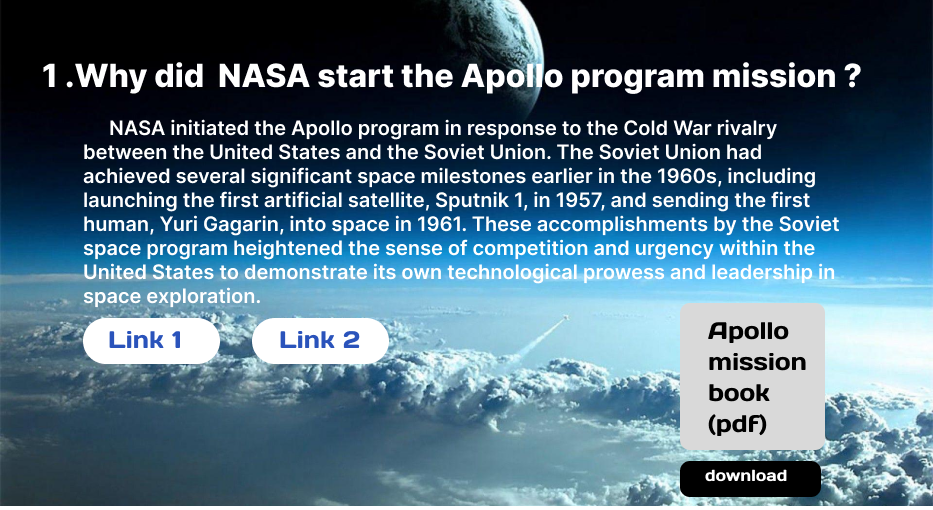 1 .Why did  NASA start the Apollo program mission ?
NASA initiated the Apollo program in response to the Cold War rivalry
between the United States and the Soviet Union. The Soviet Union had
achieved several significant space milestones earlier in the 1960s, including
launching the first artificial satellite, Sputnik 1, in 1957, and sending the first
human, Yuri Gagarin, into space in 1961. These accomplishments by the Soviet
space program heightened the sense of competition and urgency within the
United States to demonstrate its own technological prowess and leadership in
space exploration.
Link 1
Link 2
Apollo
mission
book
(pdf)
download